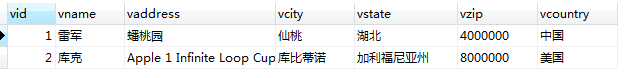 vid vname vaddress vcity vstate vzip vcountry
1 雷军 蟠桃园 仙桃 湖北 4000000 中国
2 库克 Apple 1 Infinite Loop Cup 库比蒂诺 加利福尼亚州 8000000 美国